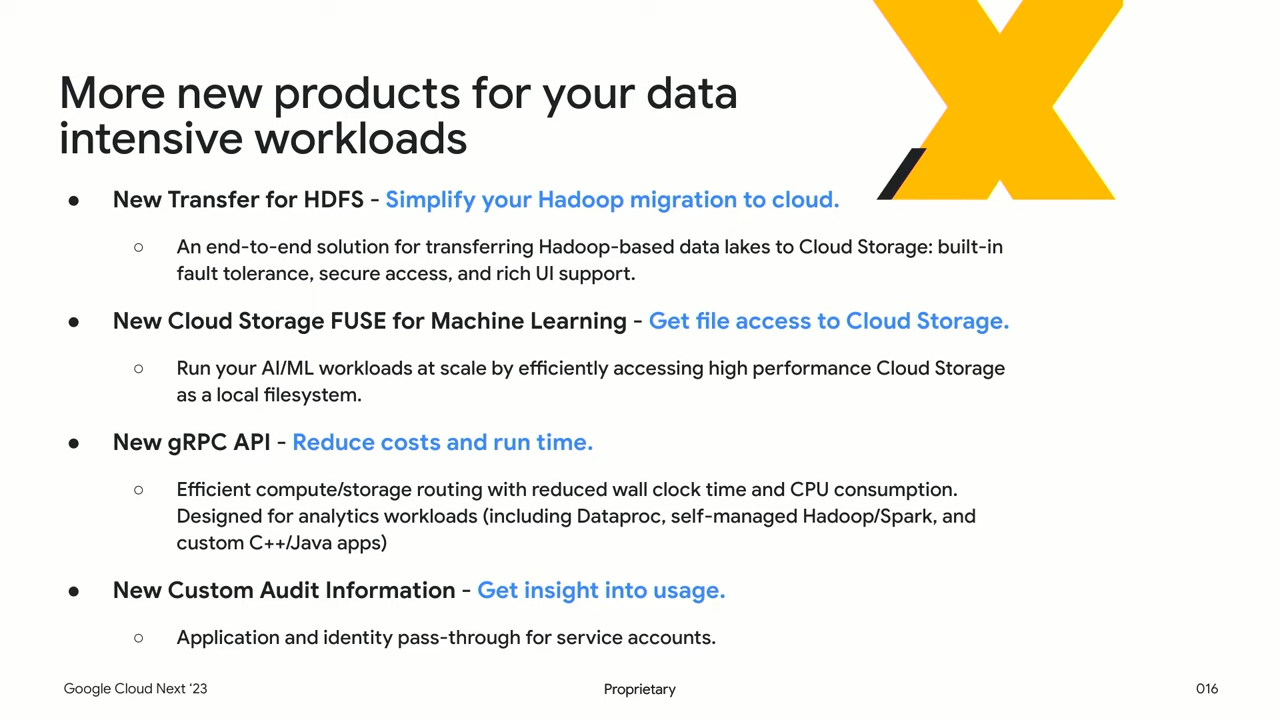 More new products for your data
intensive workloads
● New Transfer for HDFS - Simplify your Hadoop migration to cloud.
○ An end-to-end solution for transferring Hadoop-based data lakes to Cloud Storage: built-in
fault tolerance, secure access, and rich UI support.
● New Cloud Storage FUSE for Machine Learning - Get file access to Cloud Storage.
○ Run your AI/ML workloads at scale by efficiently accessing high performance Cloud Storage
as a local filesystem.
● New gRPC API - Reduce costs and run time.
○ Efficient compute/storage routing with reduced wall clock time and CPU consumption.
Designed for analytics workloads (including Dataproc, self-managed Hadoop/Spark, and
custom C++/Java apps)
● New Custom Audit Information - Get insight into usage.
○ Application and identity pass-through for service accounts.
Google Cloud Next ‘23
Proprietary
016